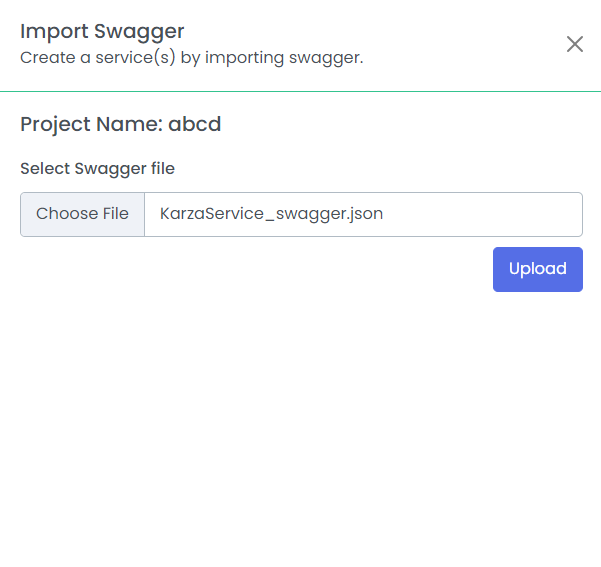 Import Swagger
Create a service(s) by importing swagger.
Project Name: abcd
Select Swagger file
Choose File KarzaService_swagger.json
Upload